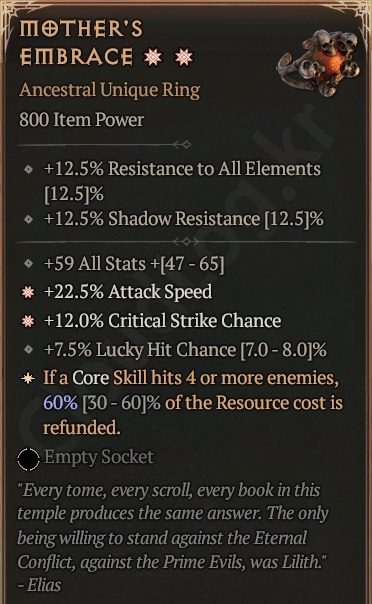 MOTHER'S
EMBRACE
Ancestral Unique Ring
800 Item Power
+12.5% Resistance to All Elements
[12.5]%
+12.5% Shadow Resistance [12.5]%
+59 All Stats +[47 - 65]
+22.5% Attack Speed
+12.0% Critical Strike Chance
+7.5% Lucky Hit Chance [7.0 - 8.0]%
If a Core Skill hits 4 or more enemies,
60% [30 - 60]% of the Resource cost is
refunded.
Empty Socket
"Every tome, every scroll, every book in this
temple produces the same answer. The only
being willing to stand against the Eternal
Conflict, against the Prime Evils, was Lilith."
- Elias